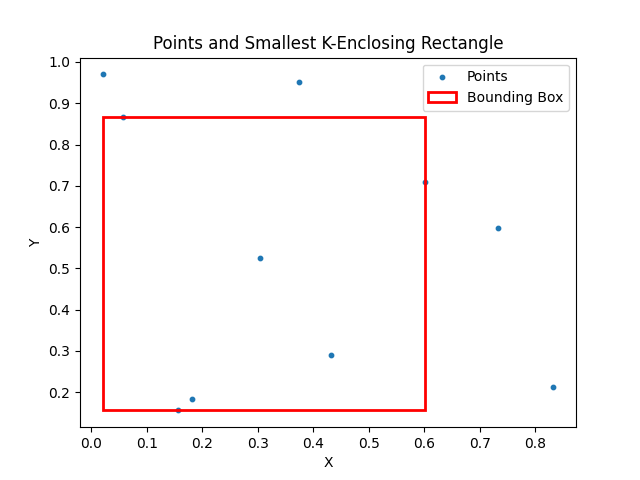 Points and Smallest K-Enclosing Rectangle
Points
Bounding Box
1.0
0.9
0.8
0.7
0.6
0.5
0.4
0.3
0.2
Y
0.0 0.1 0.2 0.3 0.4 0.5 0.6 0.7 0.8
X